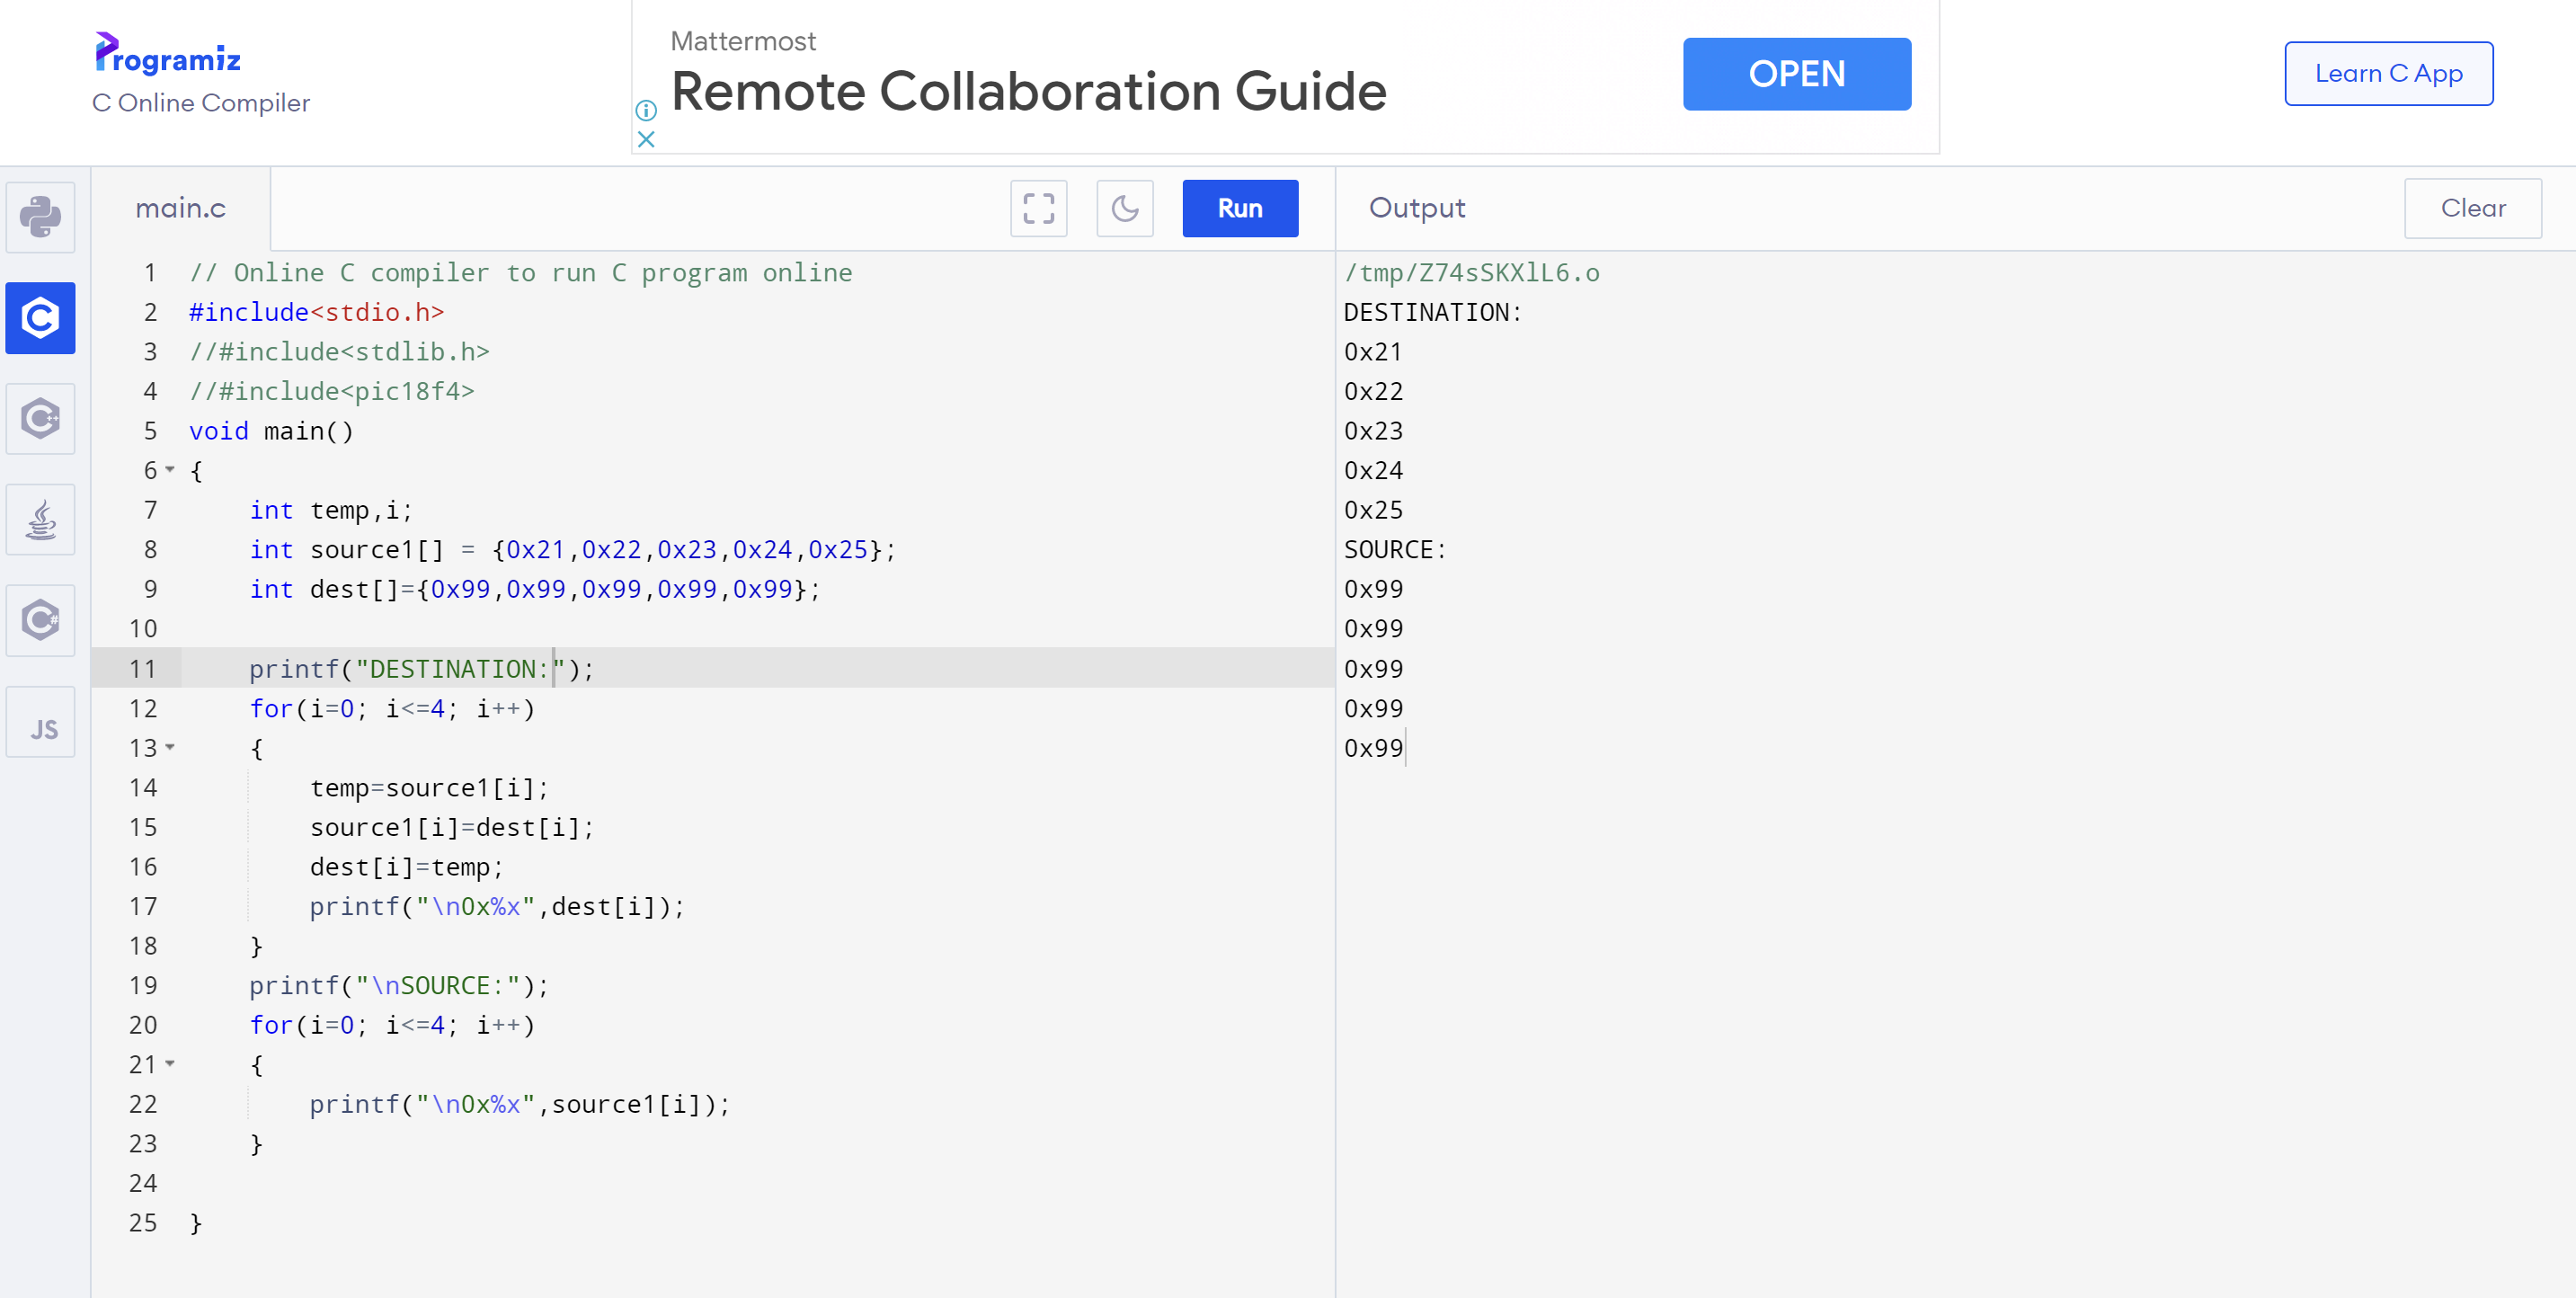 Programiz
C Online Compiler
Mattermost
Remote Collaboration Guide
OPEN
Learn C App
main.c
Run
Output
Clear
JS
1 // Online C compiler to run C program online
2 #include<stdio.h>
3 //#include<stdlib.h>
4 //#include<pic18f4>
5 void main()
6 {
7     int temp,i;
8     int source1[] = {0x21,0x22,0x23,0x24,0x25};
9     int dest[]={0x99,0x99,0x99,0x99,0x99};
10
11     printf("DESTINATION:");
12     for(i=0; i<=4; i++)
13     {
14         temp=source1[i];
15         source1[i]=dest[i];
16         dest[i]=temp;
17         printf("\n0x%x",dest[i]);
18     }
19     printf("\nSOURCE:");
20     for(i=0; i<=4; i++)
21     {
22         printf("\n0x%x",source1[i]);
23     }
24
25 }
/tmp/Z74sSKXlL6.o
DESTINATION:
0x21
0x22
0x23
0x24
0x25
SOURCE:
0x99
0x99
0x99
0x99
0x99